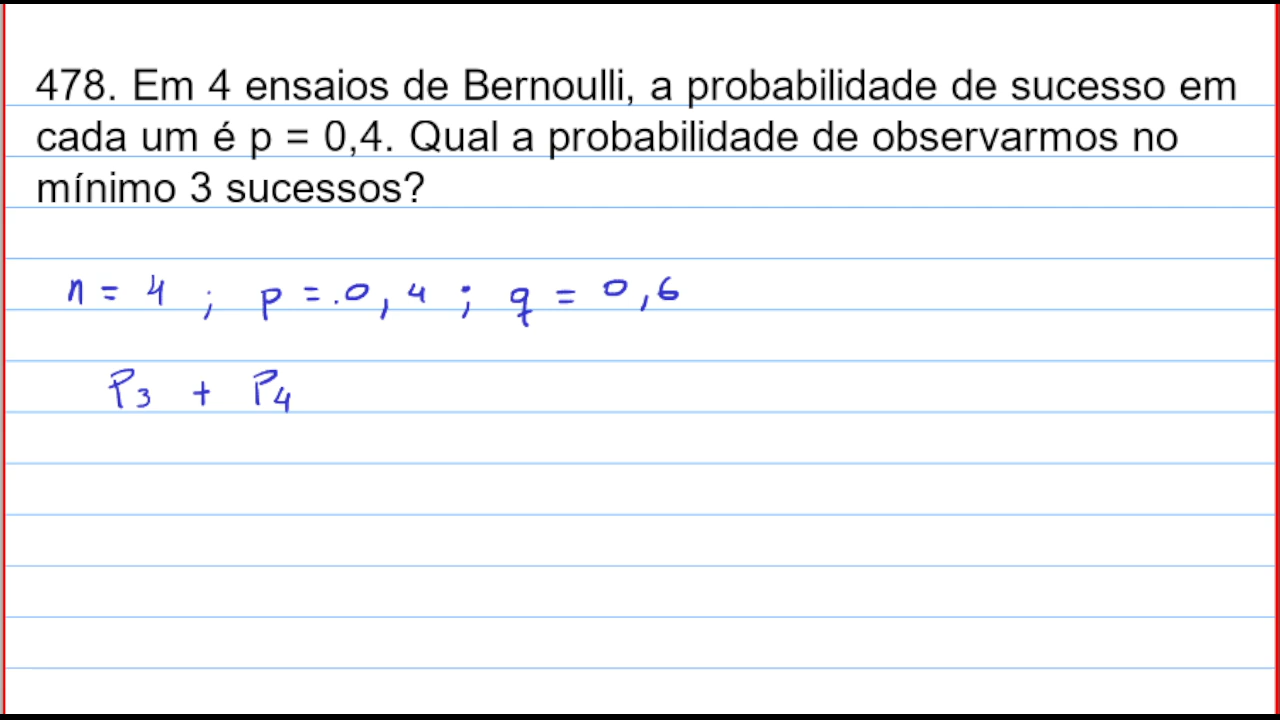 478. Em 4 ensaios de Bernoulli, a probabilidade de sucesso em
cada um é p = 0,4. Qual a probabilidade de observarmos no
mínimo 3 sucessos?
n = 4 ; p = .0,4 ; q = 0,6
P₃ + P₄